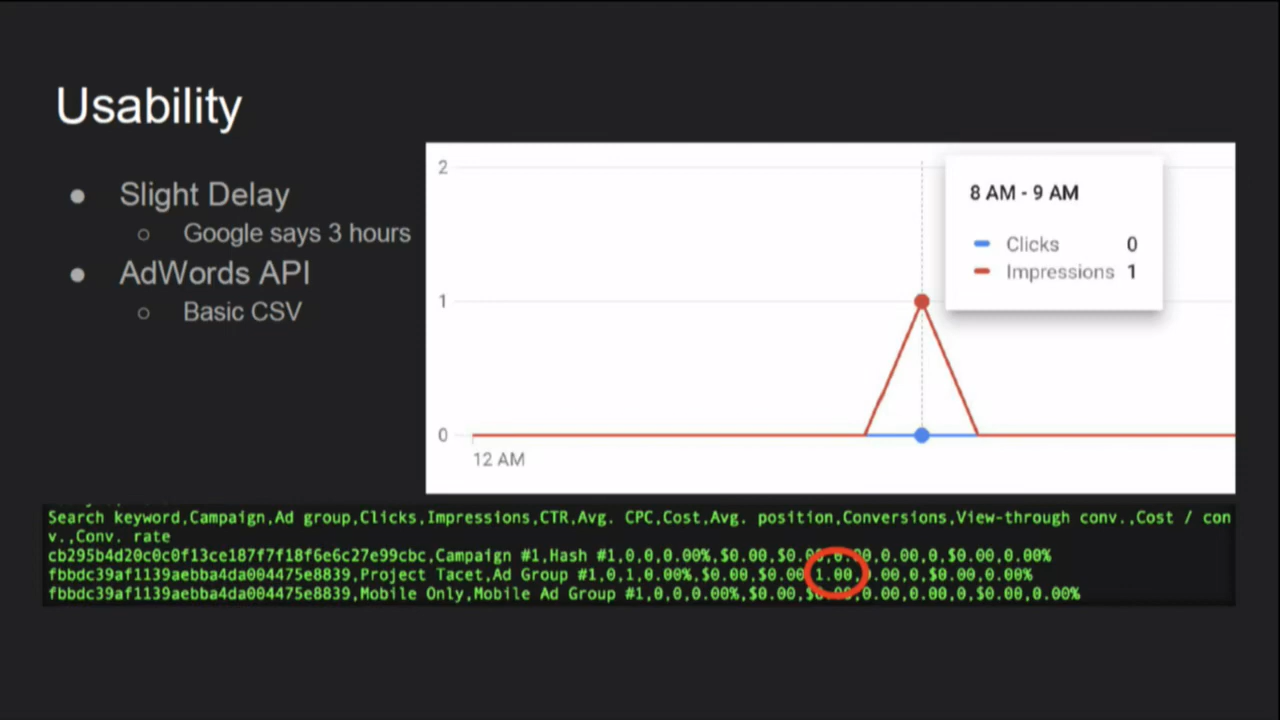 Usability
● Slight Delay
○ Google says 3 hours
● AdWords API
○ Basic CSV
2
1
0
12 AM
8 AM - 9 AM
Clicks 0
Impressions 1
Search keyword,Campaign,Ad group,Clicks,Impressions,CTR,Avg. CPC,Cost,Avg. position,Conversions,View-through conv.,Cost / con
v.,Conv. rate
cb295b4d20c0c0f13ce187f7f18f6e6c27e99cbc,Campaign #1,Hash #1,0,0,0.00%,$0.00,$0.00,0.00,0.00,0,$0.00,0.00%
fbbdc39af1139aebba4da004475e8839,Project Tacet,Ad Group #1,0,1,0.00%,$0.00,$0.00,1.00,0.00,0,$0.00,0.00%
fbbdc39af1139aebba4da004475e8839,Mobile Only,Mobile Ad Group #1,0,0,0.00%,$0.00,$0.00,0.00,0.00,0,$0.00,0.00%